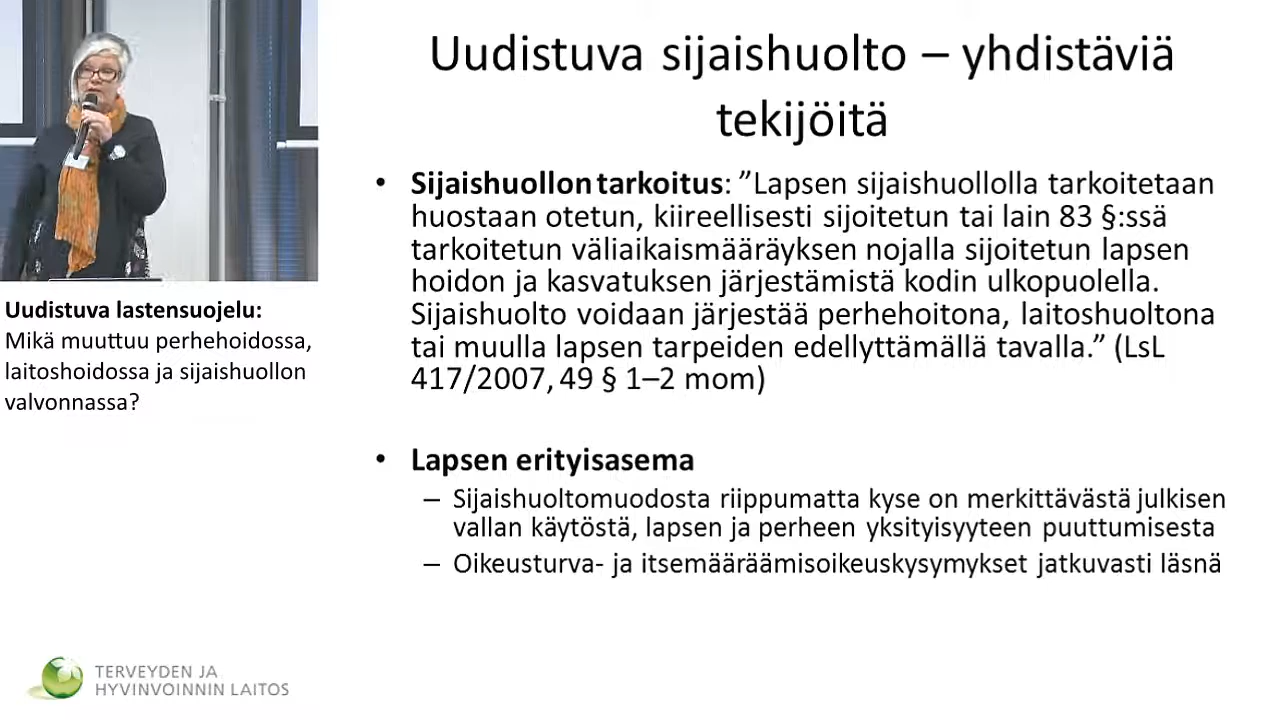 Uudistuva sijaishuolto – yhdistäviä
tekijöitä
• Sijaishuollon tarkoitus: ”Lapsen sijaishuollolla tarkoitetaan
huostaan otetun, kiireellisesti sijoitetun tai lain 83 §:ssä
tarkoitetun väliaikaismääräyksen nojalla sijoitetun lapsen
hoidon ja kasvatuksen järjestämistä kodin ulkopuolella.
Sijaishuolto voidaan järjestää perhehoitona, laitoshuoltona
tai muulla lapsen tarpeiden edellyttämällä tavalla.” (LsL
417/2007, 49 § 1–2 mom)
• Lapsen erityisasema
– Sijaishuoltomuodosta riippumatta kyse on merkittävästä julkisen
vallan käytöstä, lapsen ja perheen yksityisyyteen puuttumisesta
– Oikeusturva- ja itsemääräämisoikeuskysymykset jatkuvasti läsnä
Uudistuva lastensuojelu:
Mikä muuttuu perhehoidossa,
laitoshoidossa ja sijaishuollon
valvonnassa?
TERVEYDEN JA
HYVINVOINNIN LAITOS